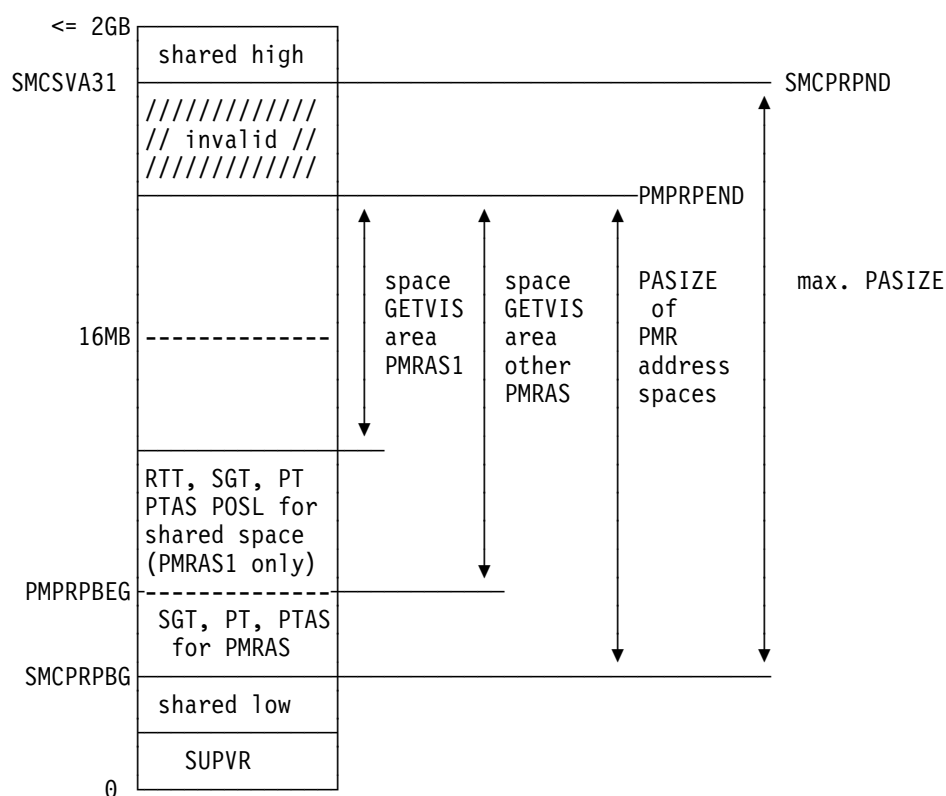 <= 2GB
shared high
SMCSVA31
SMCPRPND
/////////////
// invalid //
/////////////
PMPRPEND
space
GETVIS
area
PMRAS1
space
GETVIS
area
other
PMRAS
PASIZE
of
PMR
address
spaces
max. PASIZE
16MB
RTT, SGT, PT
PTAS POSL for
shared space
(PMRAS1 only)
PMPRPBEG
SGT, PT, PTAS
for PMRAS
SMCPRPBG
shared low
SUPVR
0